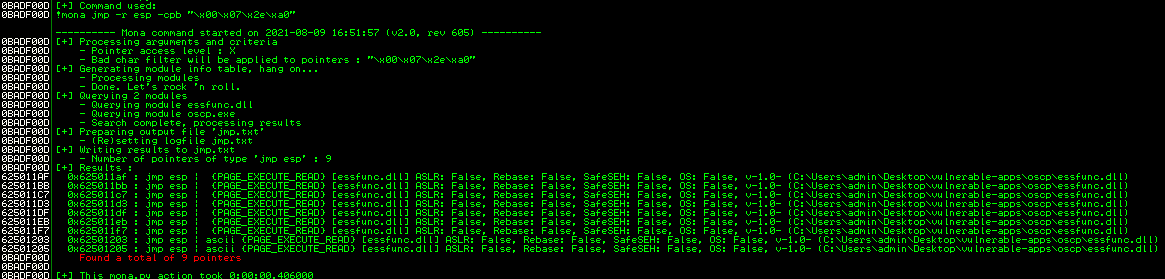 0BADF00D [+] Command used:
0BADF00D !mona jmp -r esp -cpb "\x00\x07\x2e\xa0"
---------- Mona command started on 2021-08-09 16:51:57 (v2.0, rev 605) ----------
0BADF00D [+] Processing arguments and criteria
0BADF00D - Pointer access level : X
0BADF00D - Bad char filter will be applied to pointers : "\x00\x07\x2e\xa0"
0BADF00D [+] Generating module info table, hang on...
0BADF00D - Processing modules
0BADF00D - Done. Let's rock 'n roll.
0BADF00D [+] Querying 2 modules
0BADF00D - Querying module essfunc.dll
0BADF00D - Querying module oscp.exe
0BADF00D - Search complete, processing results
0BADF00D [+] Preparing output file 'jmp.txt'
0BADF00D - (Re)setting logfile jmp.txt
0BADF00D [+] Writing results to jmp.txt
0BADF00D - Number of pointers of type 'jmp esp' : 9
0BADF00D [+] Results :
625011AF 0x625011af : jmp esp | {PAGE_EXECUTE_READ} [essfunc.dll] ASLR: False, Rebase: False, SafeSEH: False, OS: False, v-1.0- (C:\Users\admin\Desktop\vulnerable-apps\oscp\essfunc.dll)
625011BB 0x625011bb : jmp esp | {PAGE_EXECUTE_READ} [essfunc.dll] ASLR: False, Rebase: False, SafeSEH: False, OS: False, v-1.0- (C:\Users\admin\Desktop\vulnerable-apps\oscp\essfunc.dll)
625011C7 0x625011c7 : jmp esp | {PAGE_EXECUTE_READ} [essfunc.dll] ASLR: False, Rebase: False, SafeSEH: False, OS: False, v-1.0- (C:\Users\admin\Desktop\vulnerable-apps\oscp\essfunc.dll)
625011D3 0x625011d3 : jmp esp | {PAGE_EXECUTE_READ} [essfunc.dll] ASLR: False, Rebase: False, SafeSEH: False, OS: False, v-1.0- (C:\Users\admin\Desktop\vulnerable-apps\oscp\essfunc.dll)
625011DF 0x625011df : jmp esp | {PAGE_EXECUTE_READ} [essfunc.dll] ASLR: False, Rebase: False, SafeSEH: False, OS: False, v-1.0- (C:\Users\admin\Desktop\vulnerable-apps\oscp\essfunc.dll)
625011EB 0x625011eb : jmp esp | {PAGE_EXECUTE_READ} [essfunc.dll] ASLR: False, Rebase: False, SafeSEH: False, OS: False, v-1.0- (C:\Users\admin\Desktop\vulnerable-apps\oscp\essfunc.dll)
625011F7 0x625011f7 : jmp esp | {PAGE_EXECUTE_READ} [essfunc.dll] ASLR: False, Rebase: False, SafeSEH: False, OS: False, v-1.0- (C:\Users\admin\Desktop\vulnerable-apps\oscp\essfunc.dll)
62501203 0x62501203 : jmp esp | ascii {PAGE_EXECUTE_READ} [essfunc.dll] ASLR: False, Rebase: False, SafeSEH: False, OS: False, v-1.0- (C:\Users\admin\Desktop\vulnerable-apps\oscp\essfunc.dll)
62501205 0x62501205 : jmp esp | ascii {PAGE_EXECUTE_READ} [essfunc.dll] ASLR: False, Rebase: False, SafeSEH: False, OS: False, v-1.0- (C:\Users\admin\Desktop\vulnerable-apps\oscp\essfunc.dll)
0BADF00D Found a total of 9 pointers
0BADF00D
0BADF00D [+] This mona.py action took 0:00:00.406000